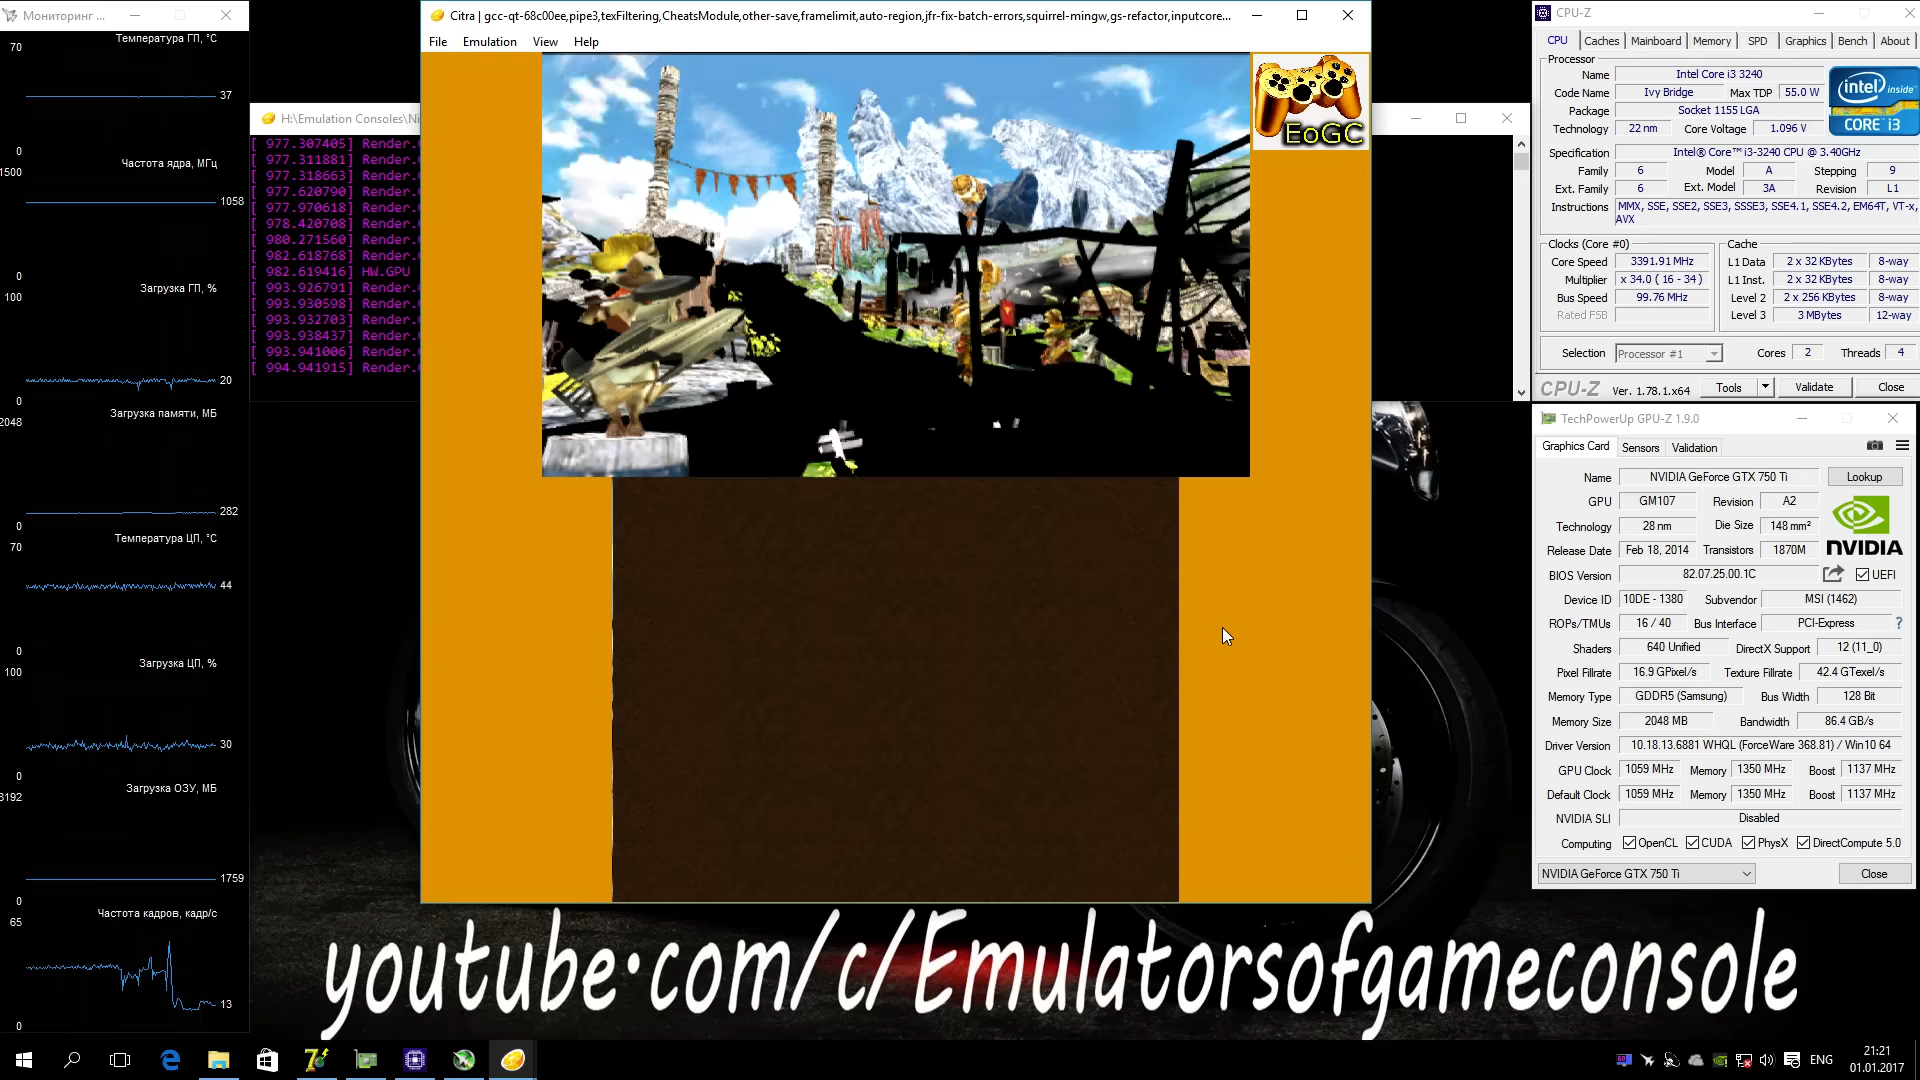 Мониторинг ...
Температура ГП, °C
70
37
0
Частота ядра, МГц
1500
1058
0
Загрузка ГП, %
100
20
0
Загрузка памяти, МБ
2048
282
0
Температура ЦП, °C
70
44
0
Загрузка ЦП, %
100
30
0
Загрузка ОЗУ, МБ
8192
1759
0
Частота кадров, кадр/с
65
13
0
H:\Emulation Consoles\Ni
[ 977.307405] Render.
[ 977.311881] Render.
[ 977.318663] Render.
[ 977.620790] Render.
[ 977.970618] Render.
[ 978.420708] Render.
[ 980.271560] Render.
[ 982.618768] Render.
[ 982.619416] HW.GPU
[ 993.926791] Render.
[ 993.930598] Render.
[ 993.932703] Render.
[ 993.938437] Render.
[ 993.941006] Render.
[ 994.941915] Render.
Citra | gcc-qt-68c00ee,pipe3,texFiltering,CheatsModule,other-save,framelimit,auto-region,jfr-fix-batch-errors,squirrel-mingw,gs-refactor,inputcore...
File Emulation View Help
EoGC
CPU-Z
CPU Caches Mainboard Memory SPD Graphics Bench About
Processor
Name Intel Core i3 3240
Code Name Ivy Bridge Max TDP 55.0 W
Package Socket 1155 LGA
Technology 22 nm Core Voltage 1.096 V
intel inside™
CORE i3
Specification Intel® Core™ i3-3240 CPU @ 3.40GHz
Family 6 Model A Stepping 9
Ext. Family 6 Ext. Model 3A Revision L1
Instructions MMX, SSE, SSE2, SSE3, SSSE3, SSE4.1, SSE4.2, EM64T, VT-x,
AVX
Clocks (Core #0) Cache
Core Speed 3391.91 MHz L1 Data 2 x 32 KBytes 8-way
Multiplier x 34.0 ( 16 - 34 ) L1 Inst. 2 x 32 KBytes 8-way
Bus Speed 99.76 MHz Level 2 2 x 256 KBytes 8-way
Rated FSB Level 3 3 MBytes 12-way
Selection Processor #1 Cores 2 Threads 4
CPU-Z Ver. 1.78.1.x64 Tools Validate Close
TechPowerUp GPU-Z 1.9.0
Graphics Card Sensors Validation
Name NVIDIA GeForce GTX 750 Ti Lookup
GPU GM107 Revision A2
Technology 28 nm Die Size 148 mm²
Release Date Feb 18, 2014 Transistors 1870M
NVIDIA
BIOS Version 82.07.25.00.1C UEFI
Device ID 10DE - 1380 Subvendor MSI (1462)
ROPs/TMUs 16 / 40 Bus Interface PCI-Express ?
Shaders 640 Unified DirectX Support 12 (11_0)
Pixel Fillrate 16.9 GPixel/s Texture Fillrate 42.4 GTexel/s
Memory Type GDDR5 (Samsung) Bus Width 128 Bit
Memory Size 2048 MB Bandwidth 86.4 GB/s
Driver Version 10.18.13.6881 WHQL (ForceWare 368.81) / Win10 64
GPU Clock 1059 MHz Memory 1350 MHz Boost 1137 MHz
Default Clock 1059 MHz Memory 1350 MHz Boost 1137 MHz
NVIDIA SLI Disabled
Computing OpenCL CUDA PhysX DirectCompute 5.0
NVIDIA GeForce GTX 750 Ti Close
youtube.com/c/Emulatorsofgameconsole
ENG
21:21
01.01.2017